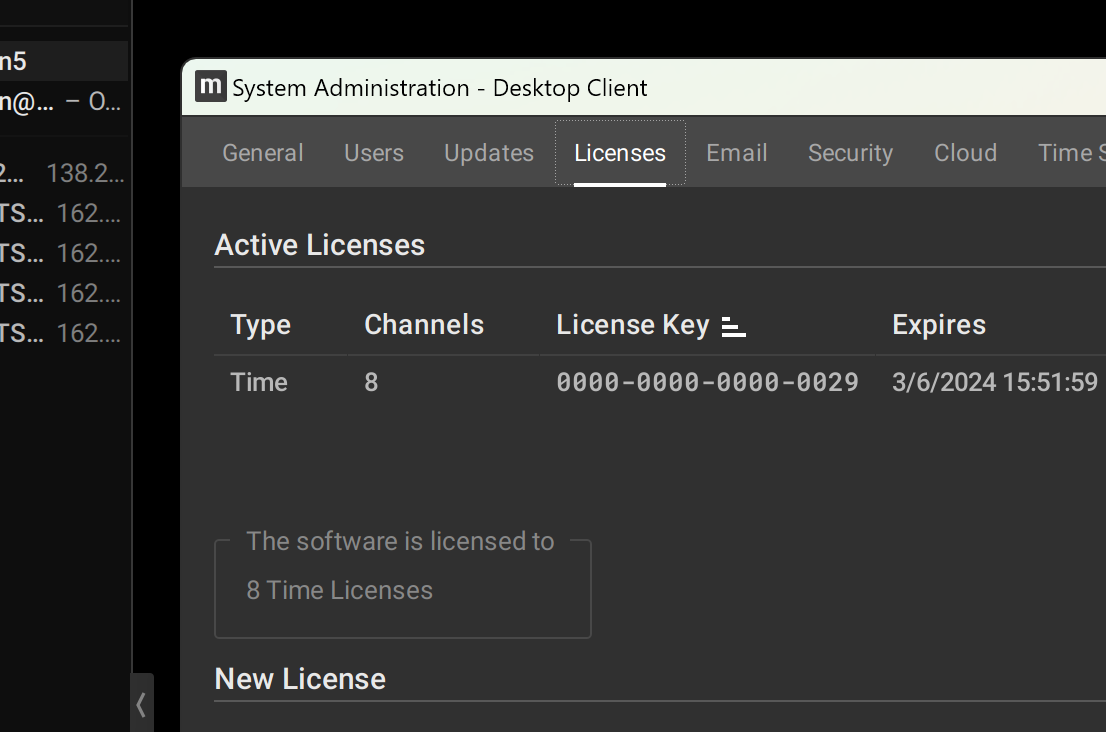 n5
n@... – O...
2... 138.2...
TS... 162....
TS... 162....
TS... 162....
TS... 162....
m System Administration - Desktop Client
General Users Updates Licenses Email Security Cloud Time S
Active Licenses
Type Channels License Key Expires
Time 8 0000-0000-0000-0029 3/6/2024 15:51:59
The software is licensed to
8 Time Licenses
New License